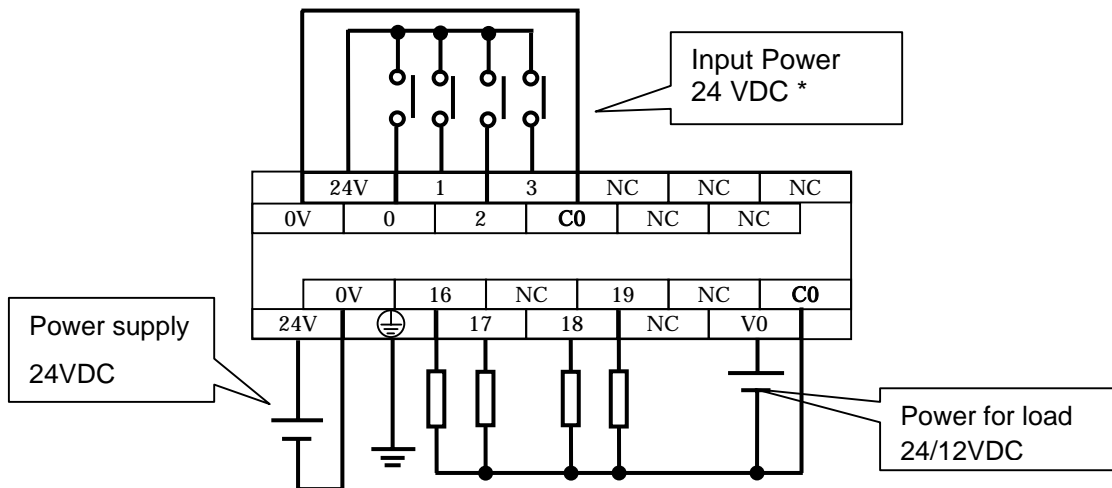 Input Power
24 VDC *
24V 1 3 NC NC NC
0V 0 2 C0 NC NC
0V 16 NC 19 NC C0
24V 17 18 NC V0
Power supply
24VDC
Power for load
24/12VDC